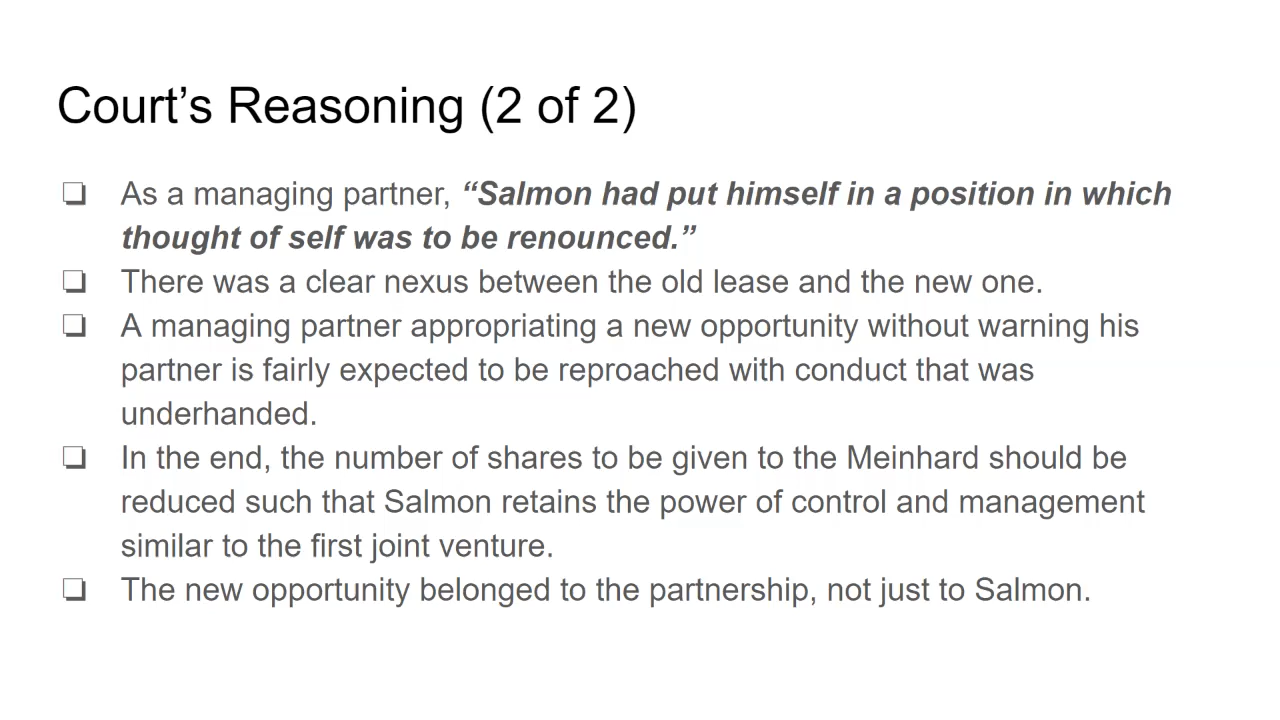 Court’s Reasoning (2 of 2)
❏ As a managing partner, “Salmon had put himself in a position in which
thought of self was to be renounced.”
❏ There was a clear nexus between the old lease and the new one.
❏ A managing partner appropriating a new opportunity without warning his
partner is fairly expected to be reproached with conduct that was
underhanded.
❏ In the end, the number of shares to be given to the Meinhard should be
reduced such that Salmon retains the power of control and management
similar to the first joint venture.
❏ The new opportunity belonged to the partnership, not just to Salmon.